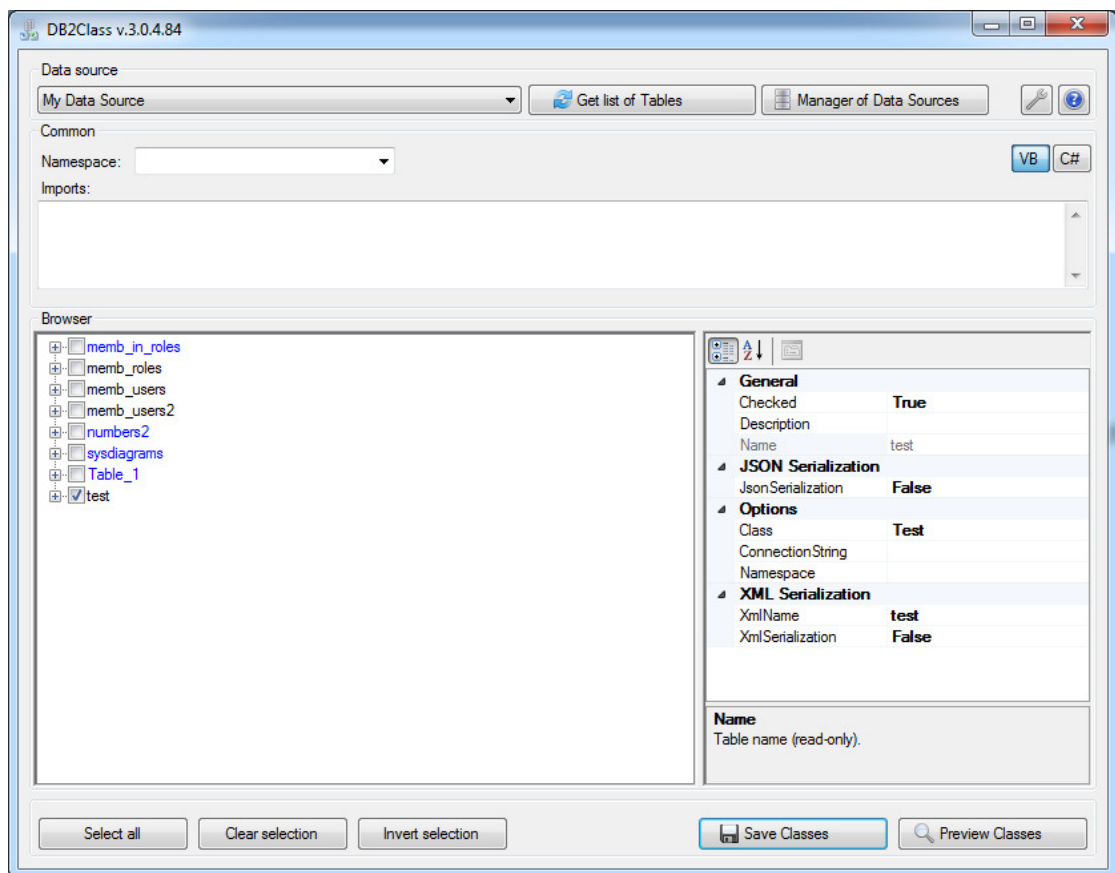 DB2Class v.3.0.4.84
Data source
My Data Source Get list of Tables Manager of Data Sources
Common
Namespace: VB C#
Imports:
Browser
memb_in_roles
memb_roles
memb_users
memb_users2
numbers2
sysdiagrams
Table_1
test
General
Checked True
Description
Name test
JSON Serialization
JsonSerialization False
Options
Class Test
ConnectionString
Namespace
XML Serialization
XmlName test
XmlSerialization False
Name
Table name (read-only).
Select all Clear selection Invert selection Save Classes Preview Classes